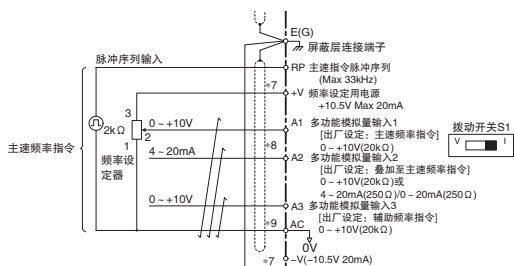 E(G)
屏蔽层连接端子
脉冲序列输入
RP 主速指令脉冲序列
(Max 33kHz)
*7
+V 频率设定用电源
+10.5V Max 20mA
3
2kΩ
0~+10V
2
1
A1 多功能模拟量输入1
[出厂设定：主速频率指令]
0~+10V(20kΩ)
拨动开关S1
V I
主速频率指令
频率设定器
4~20mA
*8
A2 多功能模拟量输入2
[出厂设定：叠加至主速频率指令]
0~+10V(20kΩ)或
4~20mA(250Ω)/0~20mA(250Ω)
0~+10V
A3 多功能模拟量输入3
[出厂设定：辅助频率指令]
0~+10V(20kΩ)
*9
AC
0V
*7
-V(-10.5V 20mA)